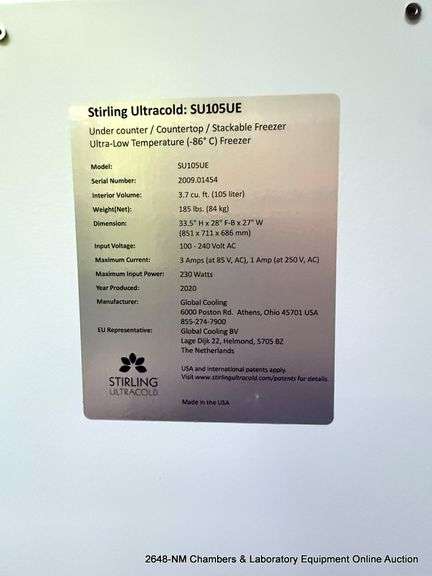 Stirling Ultracold: SU105UE
Under counter / Countertop / Stackable Freezer
Ultra-Low Temperature (-86° C) Freezer
Model: SU105UE
Serial Number: 2009.01454
Interior Volume: 3.7 cu. ft. (105 liter)
Weight(Net): 185 lbs. (84 kg)
Dimension: 33.5" H x 28" F-B x 27" W
(851 x 711 x 686 mm)
Input Voltage: 100 - 240 Volt AC
Maximum Current: 3 Amps (at 85 V, AC), 1 Amp (at 250 V, AC)
Maximum Input Power: 230 Watts
Year Produced: 2020
Manufacturer: Global Cooling
6000 Poston Rd. Athens, Ohio 45701 USA
855-274-7900
EU Representative: Global Cooling BV
Lage Dijk 22, Helmond, 5705 BZ
The Netherlands
USA and international patents apply.
Visit www.stirlingultracold.com/patents for details.
STIRLING
ULTRACOLD
Made in the USA
2648-NM Chambers & Laboratory Equipment Online Auction